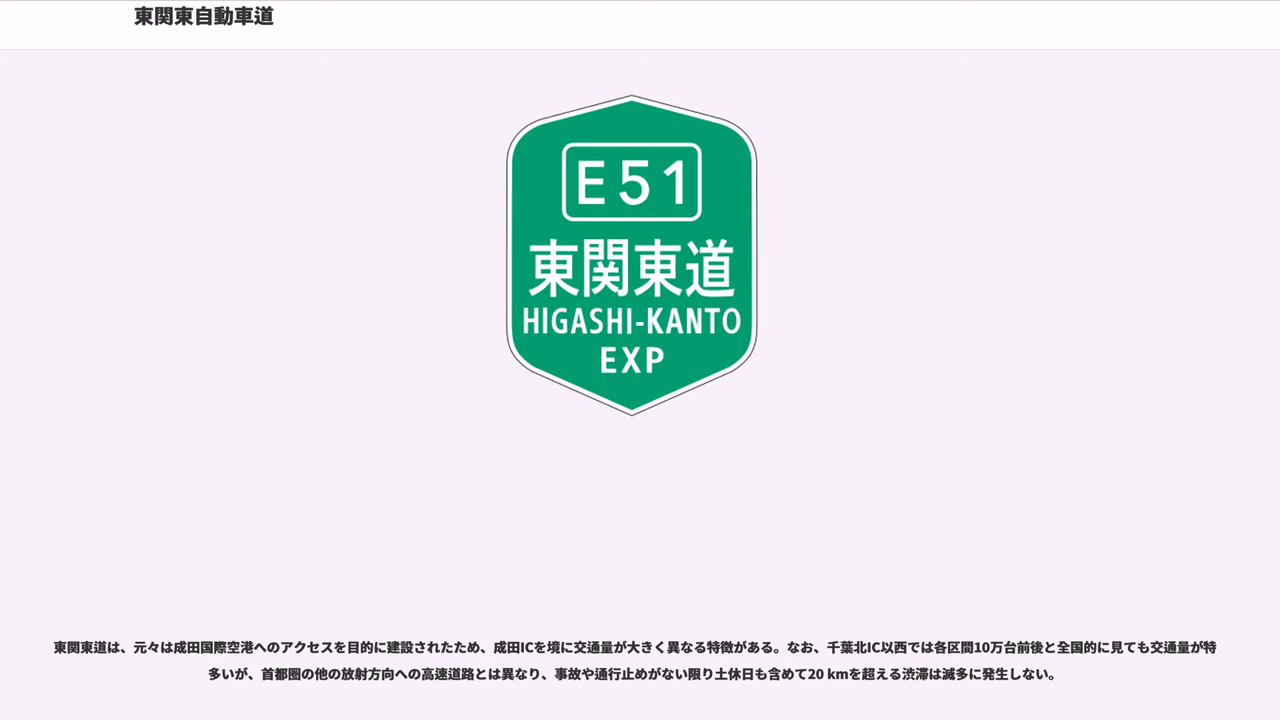 東関東自動車道
E51
東関東道
HIGASHI-KANTO
EXP
東関東道は、元々は成田国際空港へのアクセスを目的に建設されたため、成田ICを境に交通量が大きく異なる特徴がある。なお、千葉北IC以西では各区間10万台前後と全国的に見ても交通量が特
多いが、首都圏の他の放射方向への高速道路とは異なり、事故や通行止めがない限り土休日も含めて20 kmを超える渋滞は滅多に発生しない。